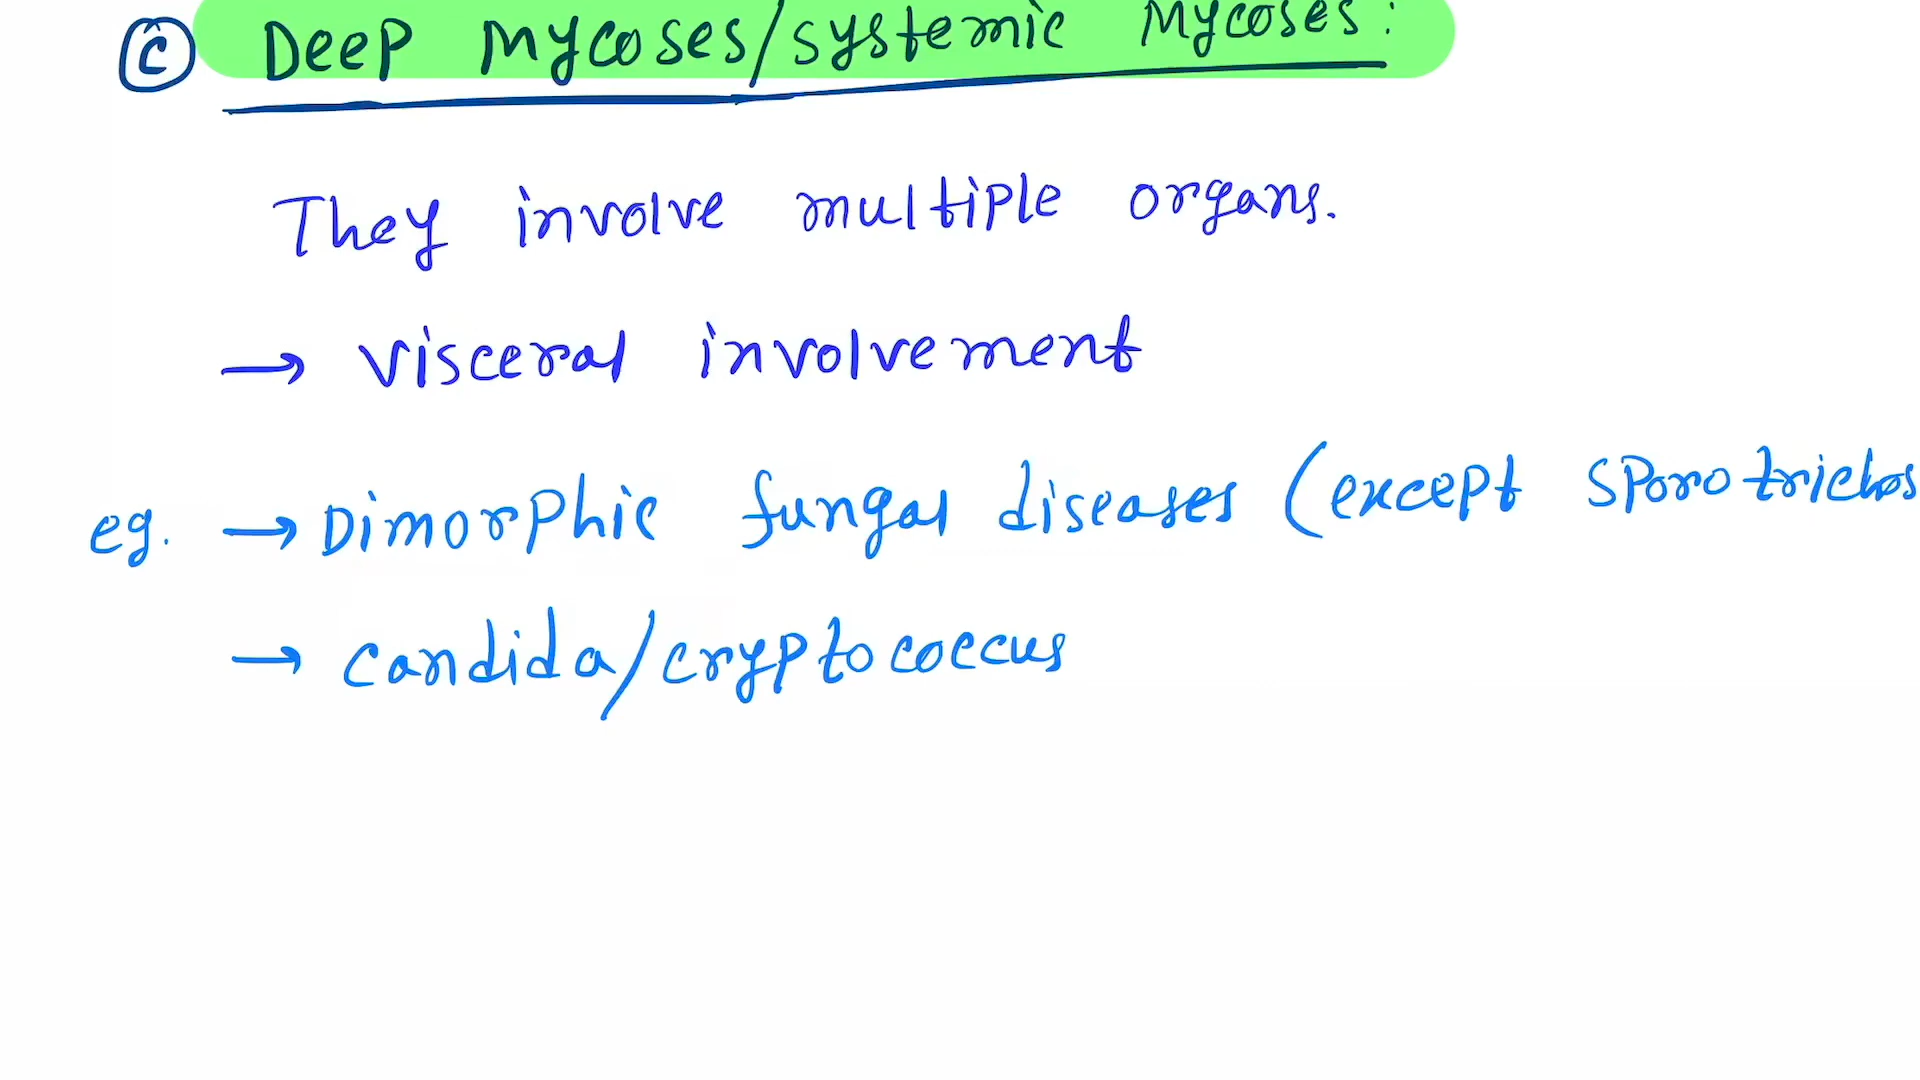 C Deep Mycoses/systemic Mycoses:
They involve multiple organs.
→ visceral involvement
eg. → Dimorphic fungal diseases (except sporotrichos
→ candida/cryptococcus